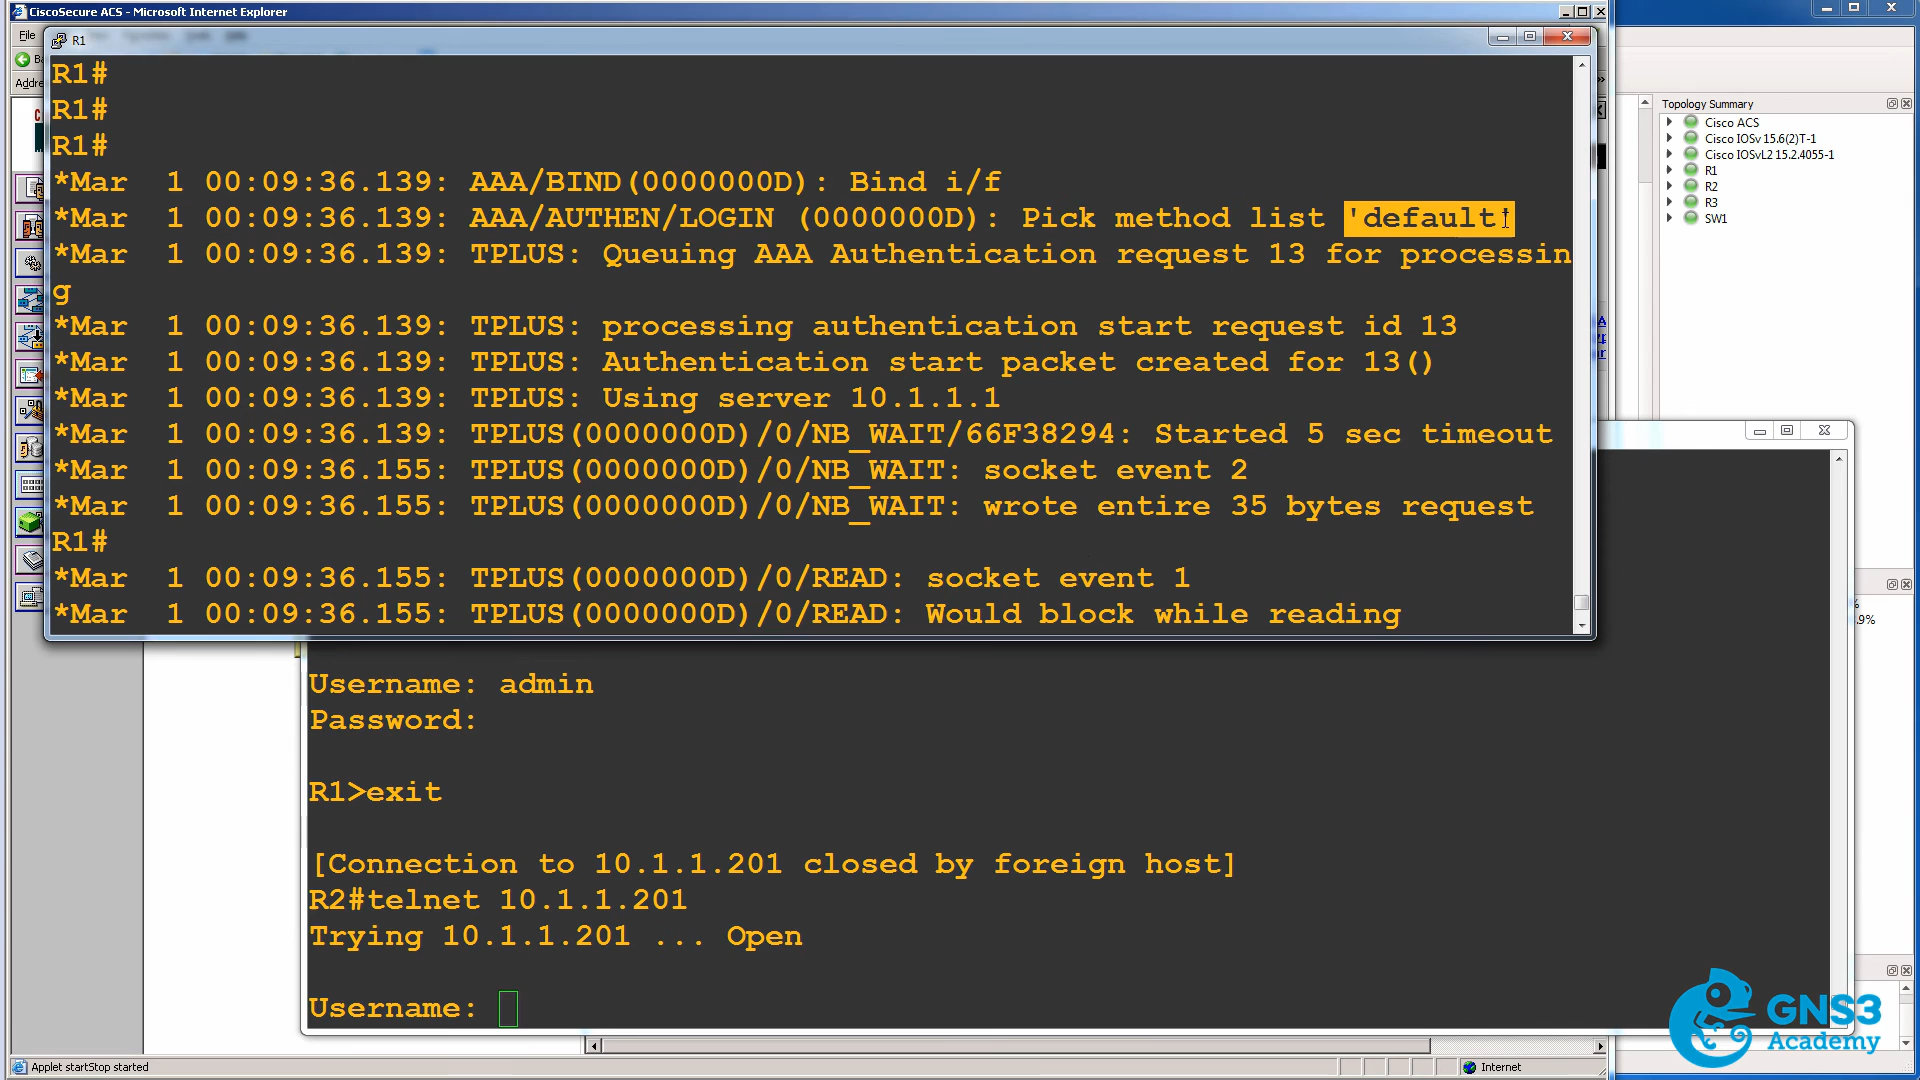 CiscoSecure ACS - Microsoft Internet Explorer
File
R1
Addre
R1#
R1#
R1#
*Mar  1 00:09:36.139: AAA/BIND(0000000D): Bind i/f
*Mar  1 00:09:36.139: AAA/AUTHEN/LOGIN (0000000D): Pick method list 'default'
*Mar  1 00:09:36.139: TPLUS: Queuing AAA Authentication request 13 for processin
g
*Mar  1 00:09:36.139: TPLUS: processing authentication start request id 13
*Mar  1 00:09:36.139: TPLUS: Authentication start packet created for 13()
*Mar  1 00:09:36.139: TPLUS: Using server 10.1.1.1
*Mar  1 00:09:36.139: TPLUS(0000000D)/0/NB_WAIT/66F38294: Started 5 sec timeout
*Mar  1 00:09:36.155: TPLUS(0000000D)/0/NB_WAIT: socket event 2
*Mar  1 00:09:36.155: TPLUS(0000000D)/0/NB_WAIT: wrote entire 35 bytes request
R1#
*Mar  1 00:09:36.155: TPLUS(0000000D)/0/READ: socket event 1
*Mar  1 00:09:36.155: TPLUS(0000000D)/0/READ: Would block while reading
Username: admin
Password:
R1>exit
[Connection to 10.1.1.201 closed by foreign host]
R2#telnet 10.1.1.201
Trying 10.1.1.201 ... Open
Username:
Topology Summary
Cisco ACS
Cisco IOSv 15.6(2)T-1
Cisco IOSvL2 15.2.4055-1
R1
R2
R3
SW1
.9%
GNS3
Academy
Applet startStop started
Internet